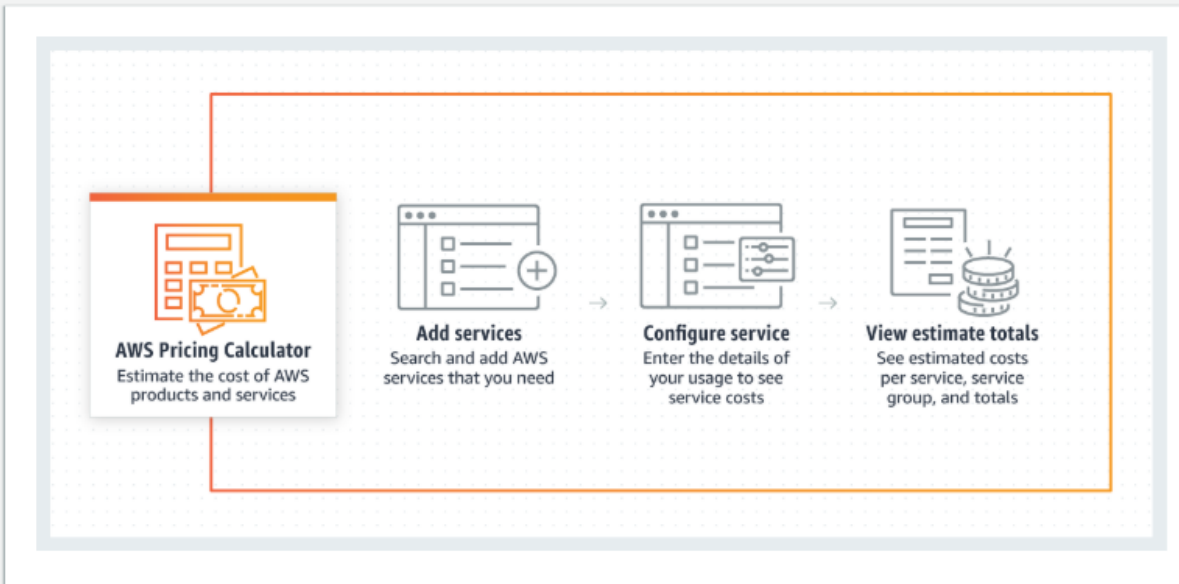 AWS Pricing Calculator
Estimate the cost of AWS
products and services
Add services
Search and add AWS
services that you need
Configure service
Enter the details of
your usage to see
service costs
View estimate totals
See estimated costs
per service, service
group, and totals